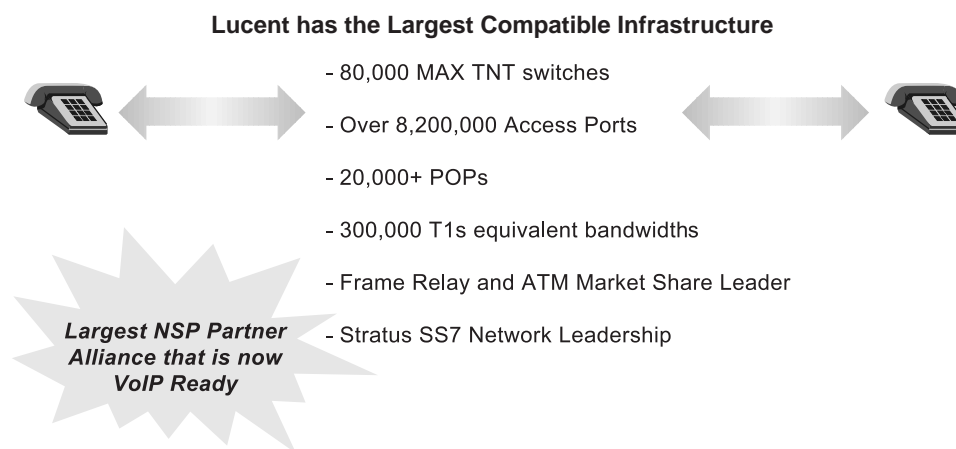 Lucent has the Largest Compatible Infrastructure
- 80,000 MAX TNT switches
- Over 8,200,000 Access Ports
- 20,000+ POPs
- 300,000 T1s equivalent bandwidths
- Frame Relay and ATM Market Share Leader
- Stratus SS7 Network Leadership
Largest NSP Partner
Alliance that is now
VoIP Ready